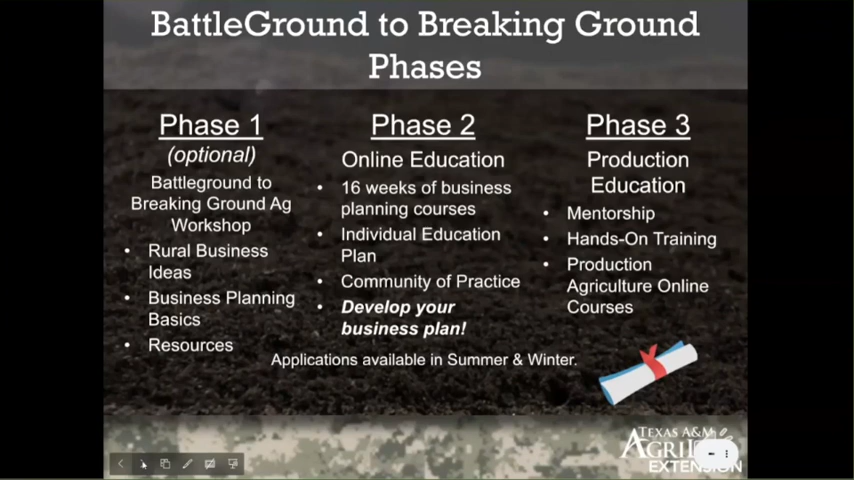 BattleGround to Breaking Ground
Phases
Phase 1
(optional)
Battleground to
Breaking Ground Ag
Workshop
• Rural Business
Ideas
• Business Planning
Basics
• Resources
Phase 2
Online Education
• 16 weeks of business
planning courses
• Individual Education
Plan
• Community of Practice
• Develop your
business plan!
Phase 3
Production
Education
• Mentorship
• Hands-On Training
• Production
Agriculture Online
Courses
Applications available in Summer & Winter.
TEXAS A&M
EXTENSION